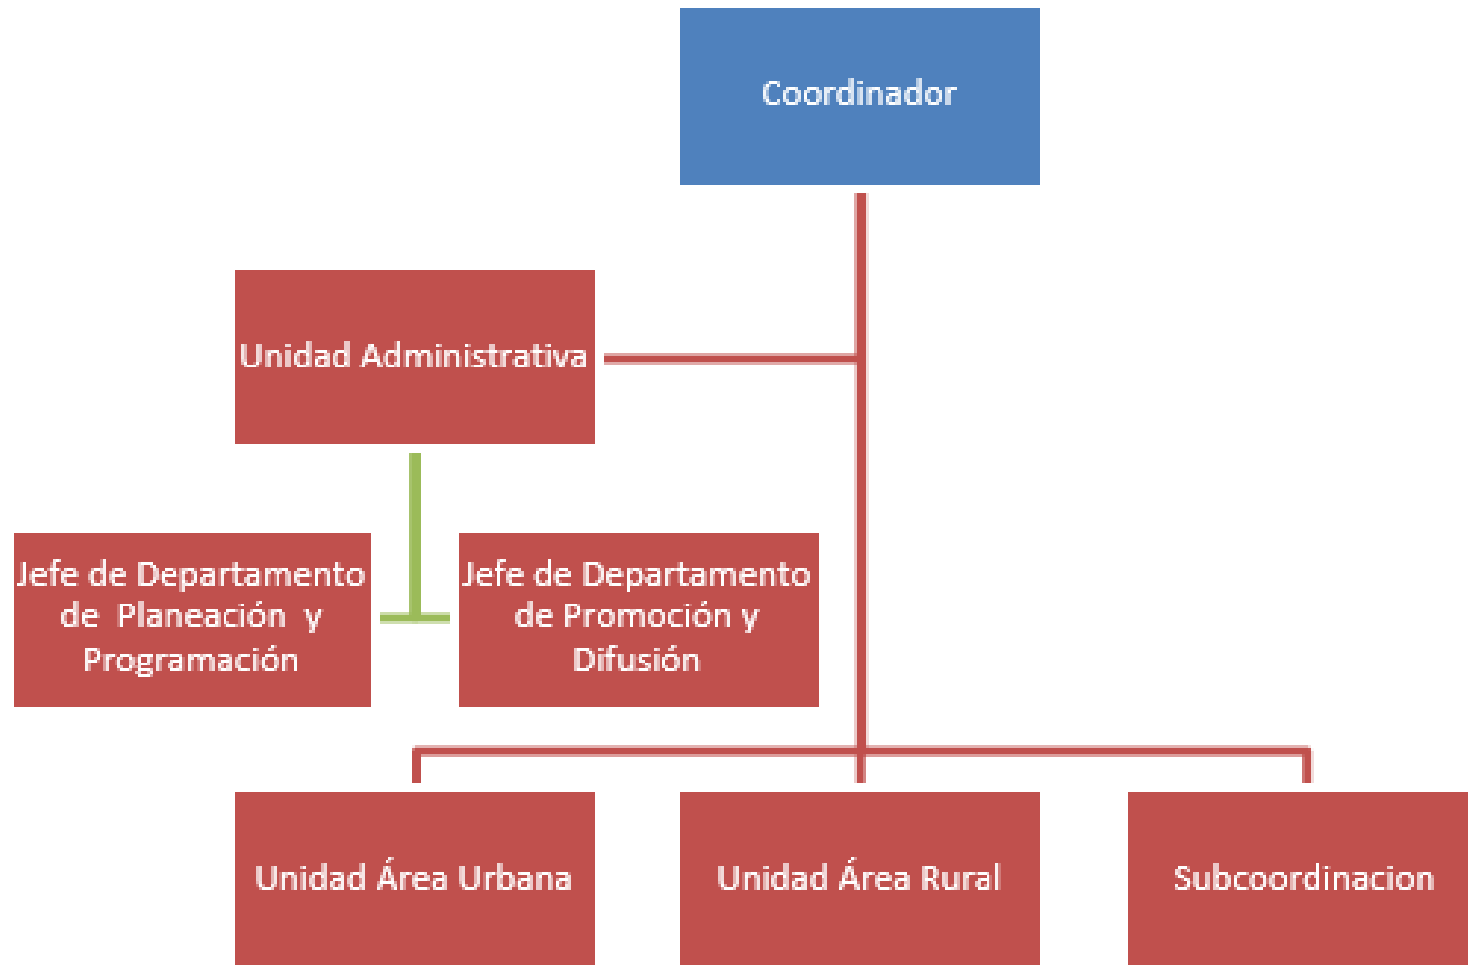 Coordinador
Unidad Administrativa
Jefe de Departamento
de Planeación y
Programación
Jefe de Departamento
de Promoción y
Difusión
Unidad Área Urbana
Unidad Área Rural
Subcoordinacion